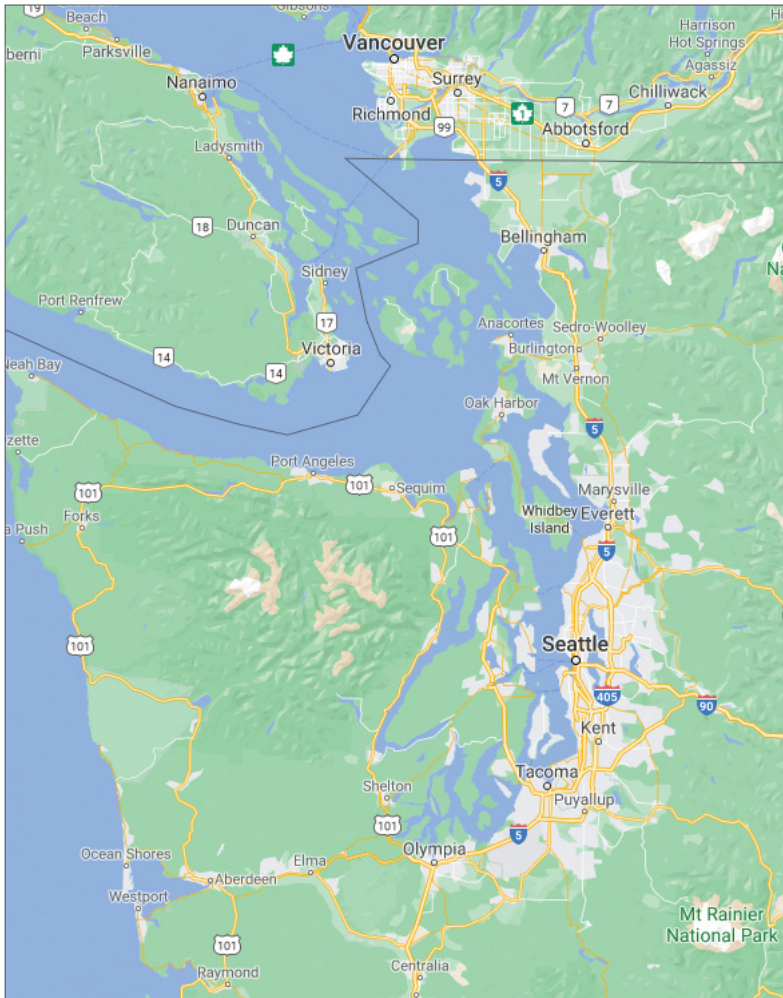 19
Beach
Parksville
berni
Nanaimo
Ladysmith
Gibsons
Vancouver
Surrey
Richmond
99
1
7
7
Abbotsford
Chilliwack
Harrison
Hot Springs
Agassiz
Ho
5
18
Duncan
Sidney
Port Renfrew
17
14
Victoria
14
Bellingham
Na
Anacortes
Sedro-Woolley
Burlington
Mt Vernon
Oak Harbor
5
Neah Bay
zette
Port Angeles
101
101
Sequim
Forks
a Push
101
Whidbey
Island
Marysville
Everett
5
101
Seattle
405
90
Kent
Tacoma
Puyallup
Shelton
101
5
Olympia
Ocean Shores
Elma
Aberdeen
Westport
101
Raymond
Centralia
Mt Rainier
National Park